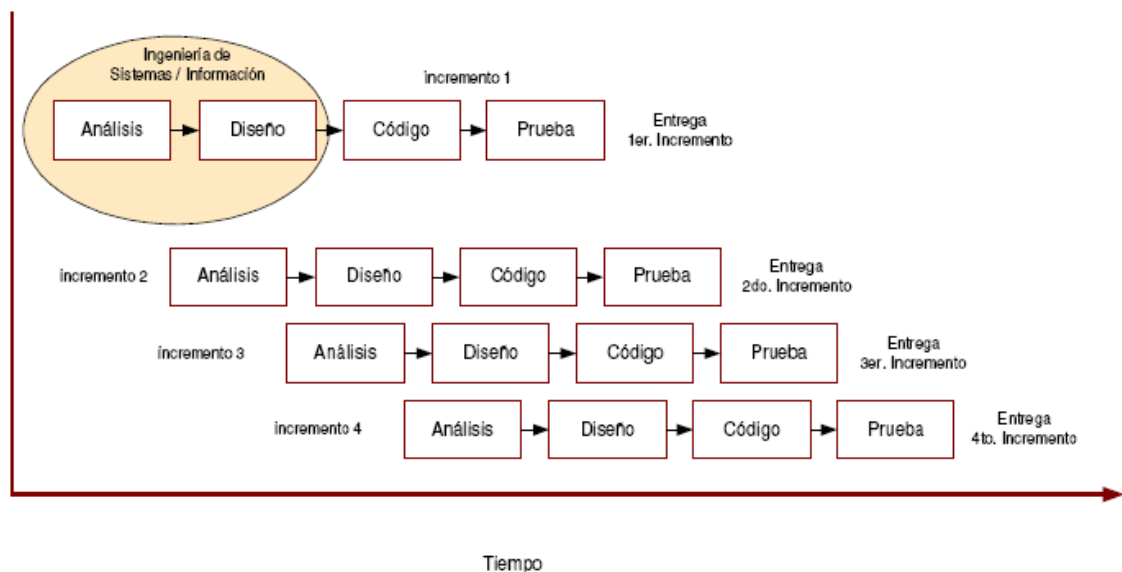 Ingeniería de
Sistemas / Información
incremento 1
Análisis
Diseño
Código
Prueba
Entrega
1er. Incremento
incremento 2
Análisis
Diseño
Código
Prueba
Entrega
2do. Incremento
incremento 3
Análisis
Diseño
Código
Prueba
Entrega
3er. Incremento
incremento 4
Análisis
Diseño
Código
Prueba
Entrega
4to. Incremento
Tiempo